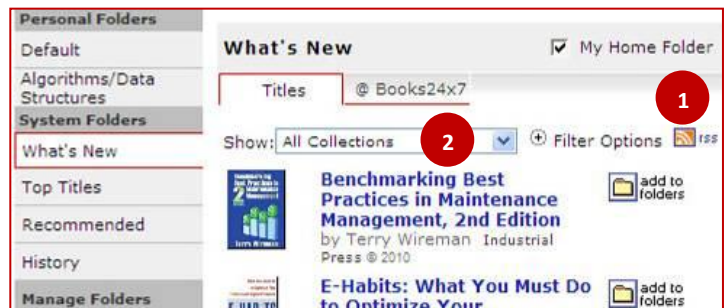 Personal Folders
Default
Algorithms/Data
Structures
System Folders
What's New
Top Titles
Recommended
History
Manage Folders
What's New
My Home Folder
Titles
@ Books24x7
1
Show: All Collections
2
Filter Options
rss
Benchmarking Best
Practices in Maintenance
Management, 2nd Edition
by Terry Wireman Industrial
Press © 2010
add to
folders
E-Habits: What You Must Do
to Optimize Your
add to
folders
2
Terry Wireman